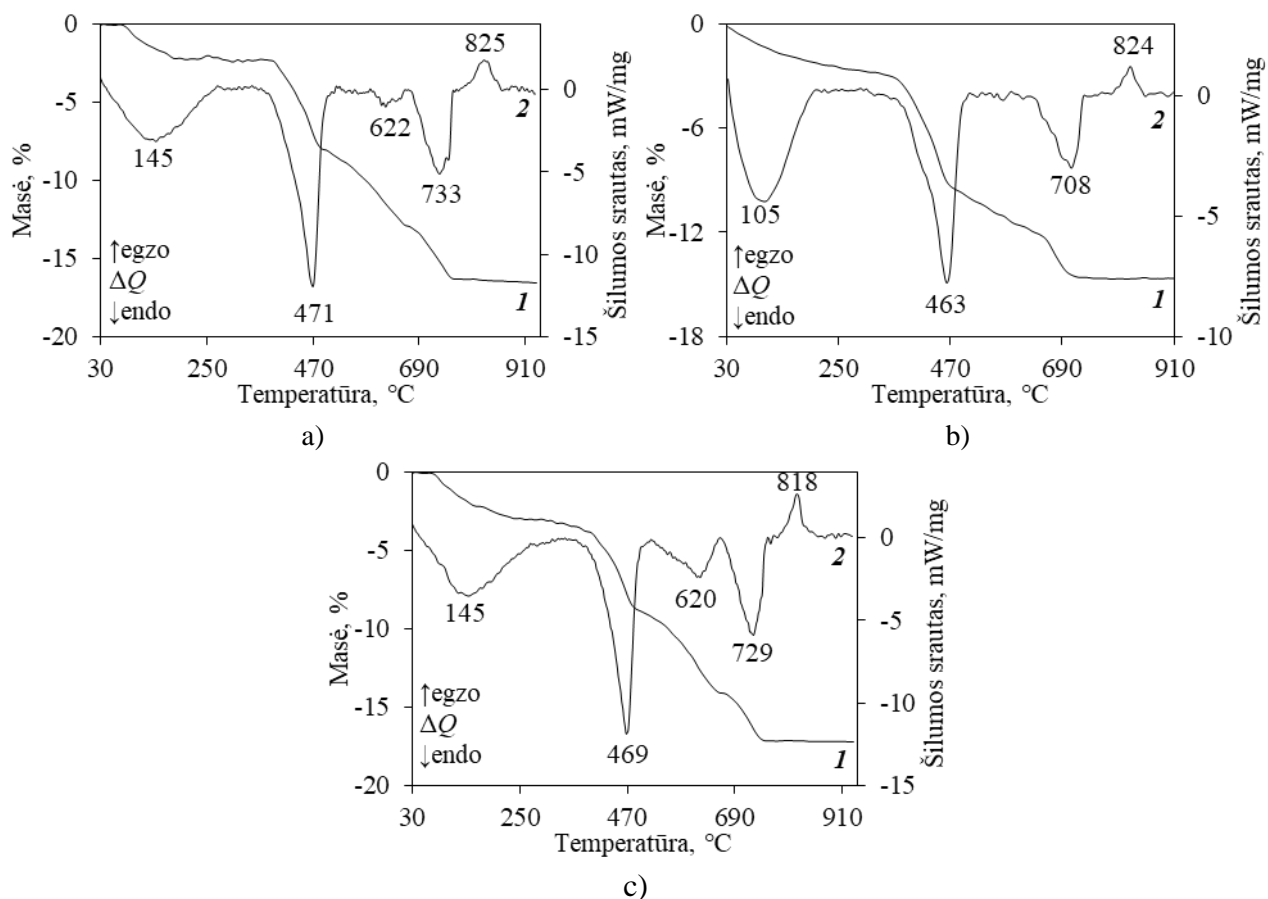 0
-5
-10
-15
-20
Masė, %
145
471
622
733
825
2
1
↑egzo
ΔQ
↓endo
0
-5
-10
-15
Šilumos srautas, mW/mg
30 250 470 690 910
Temperatūra, °C
a)
0
-6
-12
-18
Masė, %
105
463
708
824
2
1
↑egzo
ΔQ
↓endo
0
-5
-10
Šilumos srautas, mW/mg
30 250 470 690 910
Temperatūra, °C
b)
0
-5
-10
-15
-20
Masė, %
145
469
620
729
818
2
1
↑egzo
ΔQ
↓endo
0
-5
-10
-15
Šilumos srautas, mW/mg
30 250 470 690 910
Temperatūra, °C
c)